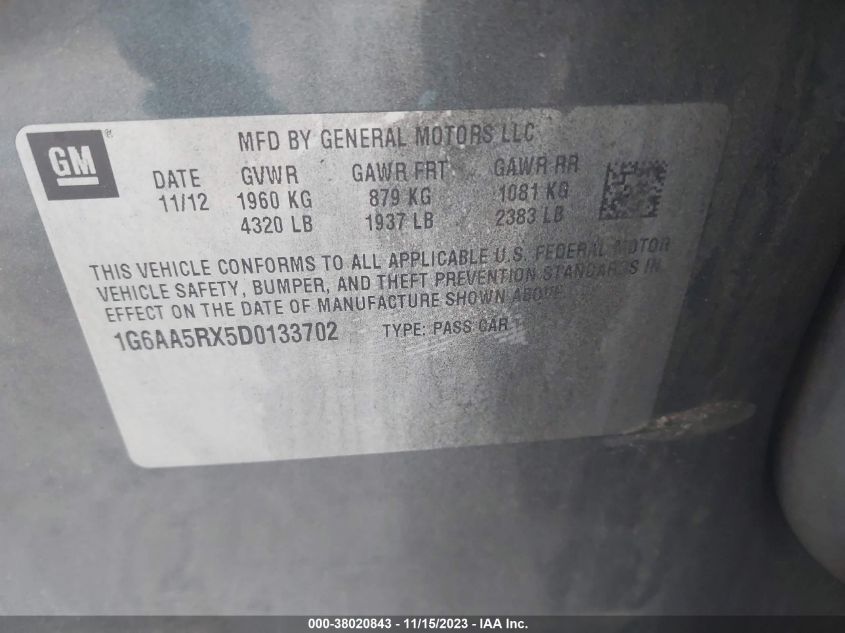 GM ®
MFD BY GENERAL MOTORS LLC
DATE GVWR GAWR FRT GAWR RR
11/12 1960 KG 879 KG 1081 KG
4320 LB 1937 LB 2383 LB
THIS VEHICLE CONFORMS TO ALL APPLICABLE U.S. FEDERAL MOTOR
VEHICLE SAFETY, BUMPER, AND THEFT PREVENTION STANDARDS IN
EFFECT ON THE DATE OF MANUFACTURE SHOWN ABOVE.
1G6AA5RX5D0133702 TYPE: PASS CAR
000-38020843 - 11/15/2023 - IAA Inc.